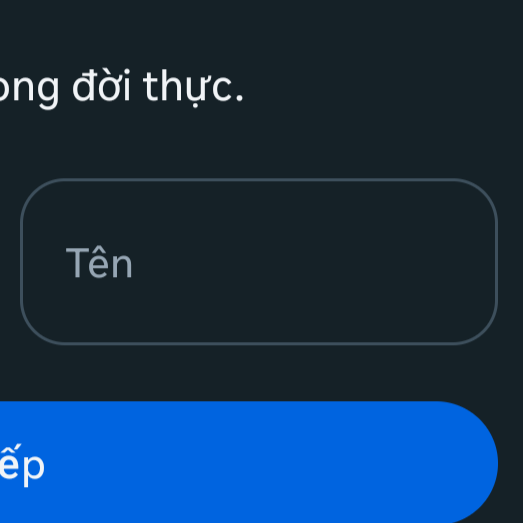 ong đời thực.
Tên
ếp